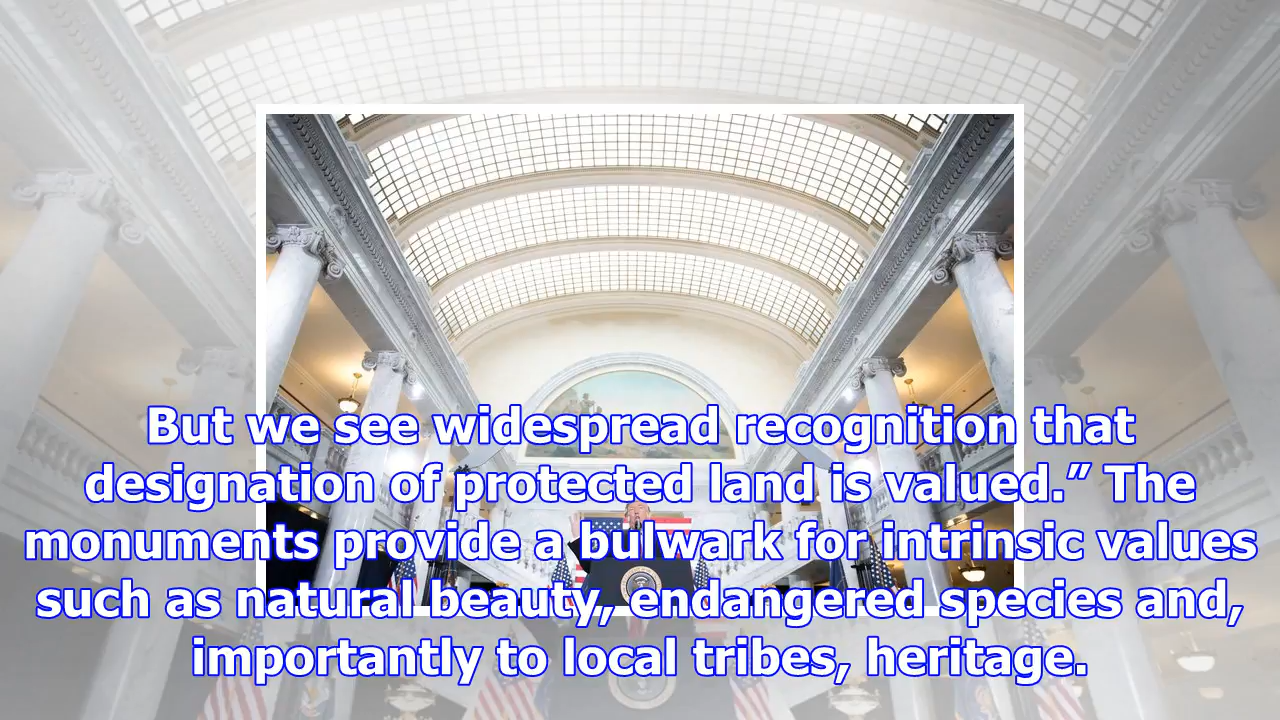 But we see widespread recognition that
designation of protected land is valued.” The
monuments provide a bulwark for intrinsic values
such as natural beauty, endangered species and,
importantly to local tribes, heritage.